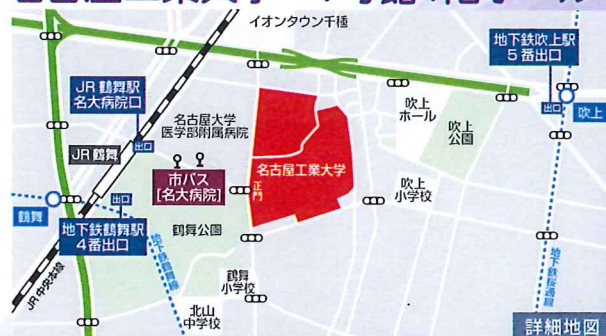 イオンタウン千種
地下鉄吹上駅
5番出口
JR 鶴舞駅
名大病院口
出口
吹上
吹上
ホール
吹上
公園
名古屋大学
医学部附属病院
出口
JR 鶴舞
名古屋工業大学
市バス
[名大病院]
正門
吹上
小学校
出口
鶴舞
地下鉄鶴舞駅
4番出口
鶴舞公園
地下鉄鶴舞線
地下鉄桜通線
JR 中央本線
鶴舞
小学校
北山
中学校
詳細地図